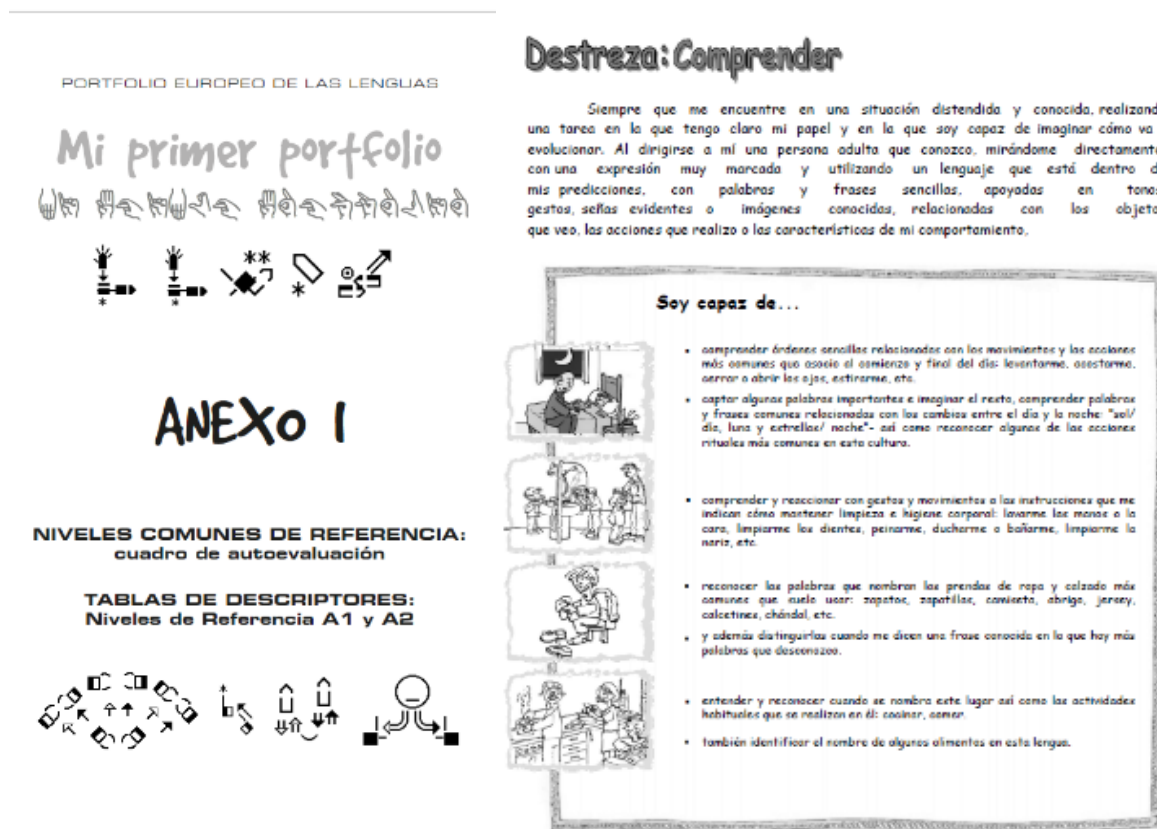 PORTFOLIO EUROPEO DE LAS LENGUAS
Mi primer portfolio
ANEXO I
NIVELES COMUNES DE REFERENCIA:
cuadro de autoevaluación
TABLAS DE DESCRIPTORES:
Niveles de Referencia A1 y A2
Destreza: Comprender
Siempre que me encuentre en una situación distendida y conocida, realizand
una tarea en la que tengo claro mi papel y en la que soy capaz de imaginar cómo va
evolucionar. Al dirigirse a mí una persona adulta que conozco, mirándome directamente
con una expresión muy marcada y utilizando un lenguaje que está dentro d
mis predicciones, con palabras y frases sencillas, apoyadas en tonos
gestos, señas evidentes o imágenes conocidas, relacionadas con los objeto
que veo, las acciones que realizo o las características de mi comportamiento.
Soy capaz de...
• comprender órdenes sencillas relacionadas con los movimientos y las acciones
más comunes que asocio al comienzo y final del día: levantarme, acostarme,
cerrar o abrir los ojos, estirarme, etc.
• captar algunas palabras importantes e imaginar el resto, comprender palabras
y frases comunes relacionadas con los cambios entre el día y la noche: "sol/
día, luna y estrellas/ noche"- así como reconocer algunas de las acciones
rituales más comunes en esta cultura.
• comprender y reaccionar con gestos y movimientos a las instrucciones que me
indican cómo mantener limpieza e higiene corporal: lavarme las manos o la
cara, limpiarme los dientes, peinarme, ducharme o bañarme, limpiarme la
nariz, etc.
• reconocer las palabras que nombran las prendas de ropa y calzado más
comunes que suelo usar: zapatos, zapatillas, camiseta, abrigo, jersey,
calcetines, chándal, etc.
• y además distinguirlas cuando me dicen una frase conocida en la que hay más
palabras que desconozco.
• entender y reconocer cuando se nombra este lugar así como las actividades
habituales que se realizan en él: cocinar, comer.
• también identificar el nombre de algunos alimentos en esta lengua.